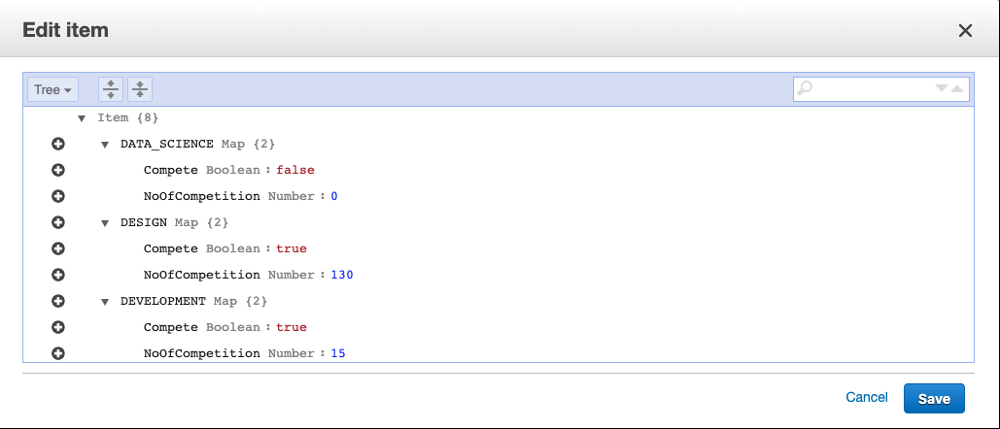 Edit item
Tree
Item {8}
DATA_SCIENCE Map {2}
Compete Boolean : false
NoOfCompetition Number : 0
DESIGN Map {2}
Compete Boolean : true
NoOfCompetition Number : 130
DEVELOPMENT Map {2}
Compete Boolean : true
NoOfCompetition Number : 15
Cancel Save